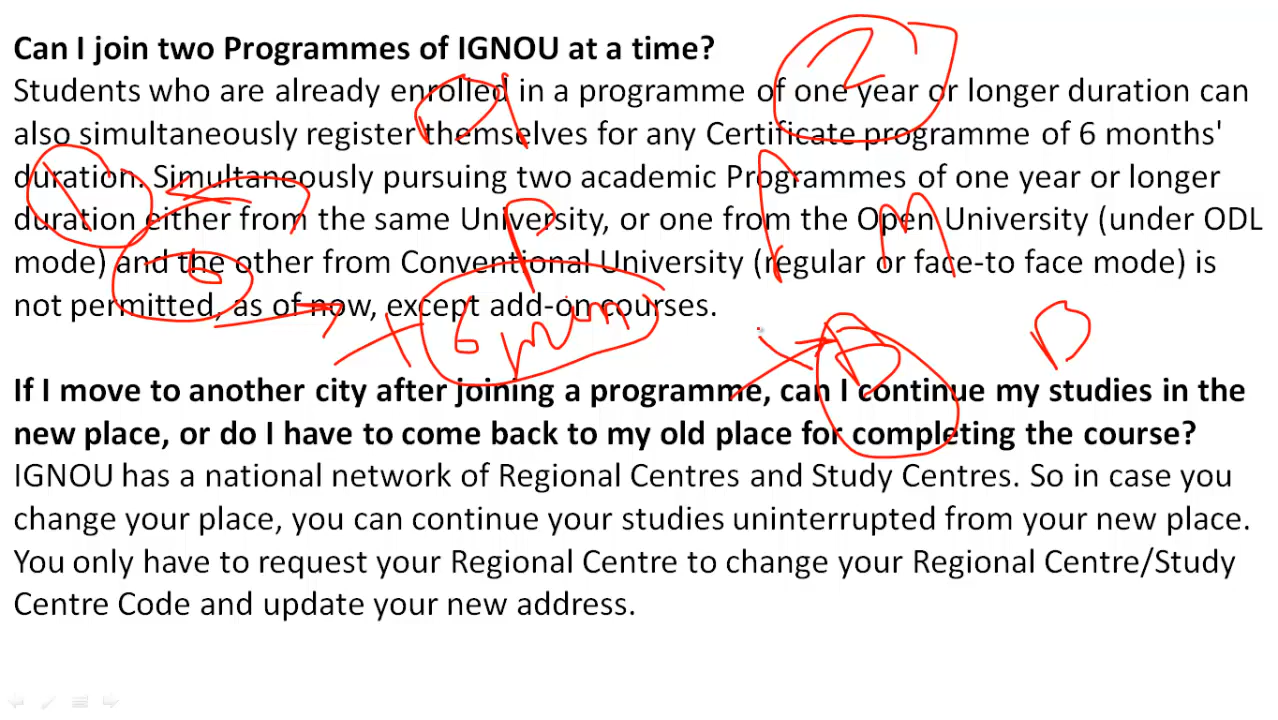 Can I join two Programmes of IGNOU at a time?
Students who are already enrolled in a programme of one year or longer duration can
also simultaneously register themselves for any Certificate programme of 6 months'
duration. Simultaneously pursuing two academic Programmes of one year or longer
duration either from the same University, or one from the Open University (under ODL
mode) and the other from Conventional University (regular or face-to face mode) is
not permitted, as of now, except add-on courses.
2
P
M
6
+ 6
B
B
If I move to another city after joining a programme, can I continue my studies in the
new place, or do I have to come back to my old place for completing the course?
IGNOU has a national network of Regional Centres and Study Centres. So in case you
change your place, you can continue your studies uninterrupted from your new place.
You only have to request your Regional Centre to change your Regional Centre/Study
Centre Code and update your new address.